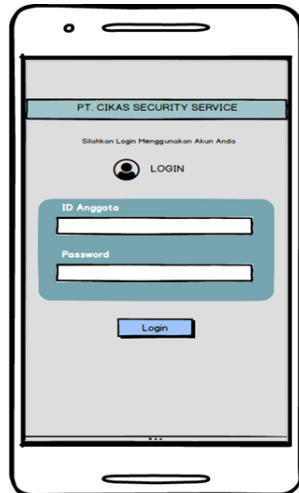 PT. CIKAS SECURITY SERVICE
Silahkan Login Menggunakan Akun Anda
LOGIN
ID Anggota
Password
Login